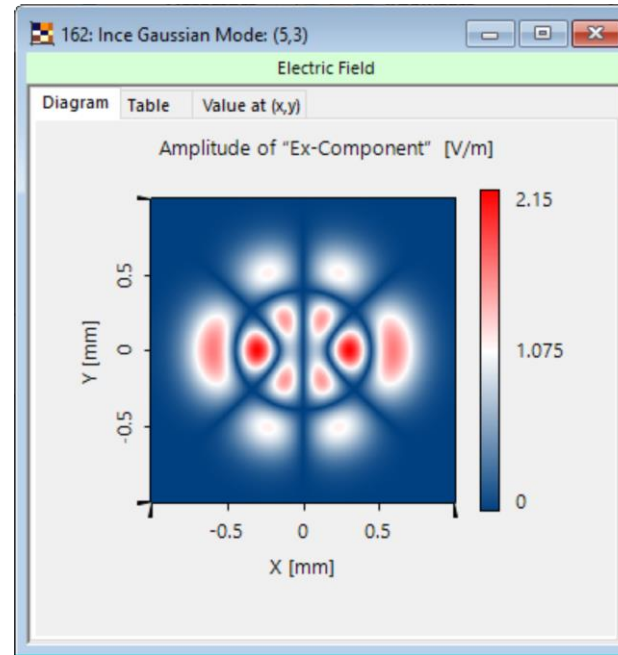 162: Ince Gaussian Mode: (5,3)
Electric Field
Diagram Table Value at (x,y)
Amplitude of “Ex-Component” [V/m]
2.15
1.075
0
Y [mm]
0.5
0
-0.5
-0.5 0 0.5
X [mm]